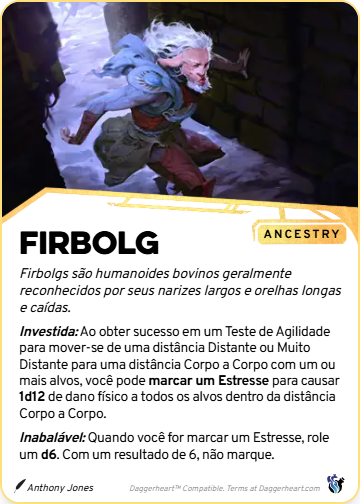 ANCESTRY
FIRBOLG
Firbolgs são humanoides bovinos geralmente
reconhecidos por seus narizes largos e orelhas longas
e caídas.
Investida: Ao obter sucesso em um Teste de Agilidade
para mover-se de uma distância Distante ou Muito
Distante para uma distância Corpo a Corpo com um ou
mais alvos, você pode marcar um Estresse para causar
1d12 de dano físico a todos os alvos dentro da distância
Corpo a Corpo.
Inabalável: Quando você for marcar um Estresse, role
um d6. Com um resultado de 6, não marque.
Anthony Jones
Daggerheart™ Compatible. Terms at Daggerheart.com